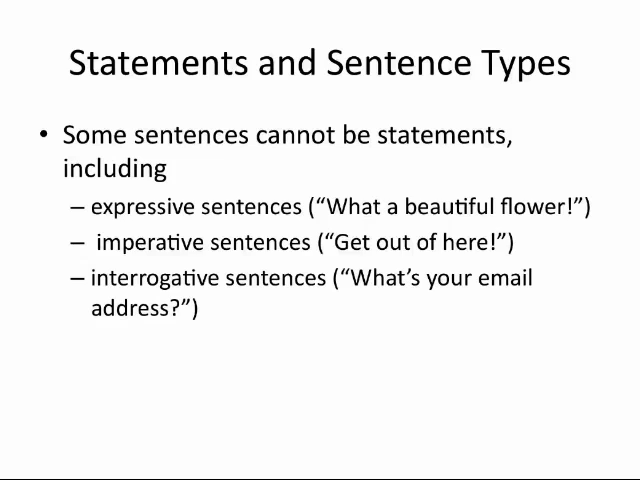 Statements and Sentence Types
• Some sentences cannot be statements,
including
– expressive sentences (“What a beautiful flower!”)
– imperative sentences (“Get out of here!”)
– interrogative sentences (“What’s your email
address?”)